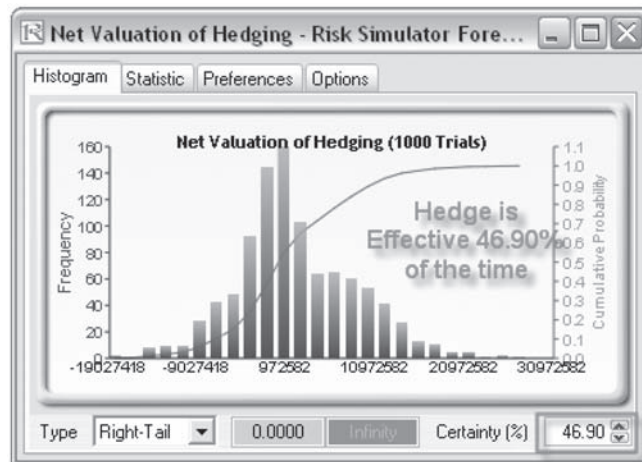 Net Valuation of Hedging - Risk Simulator Fore...
Histogram Statistic Preferences Options
Net Valuation of Hedging (1000 Trials)
160
140
120
100
80
60
40
20
0
Frequency
1.1
1.0
0.9
0.8
0.7
0.6
0.5
0.4
0.3
0.2
0.1
0.0
Cumulative Probability
Hedge is
Effective 46.90%
of the time
-19027418 -9027418 972582 10972582 20972582 30972582
Type Right-Tail 0.0000 Infinity Certainty (%) 46.90